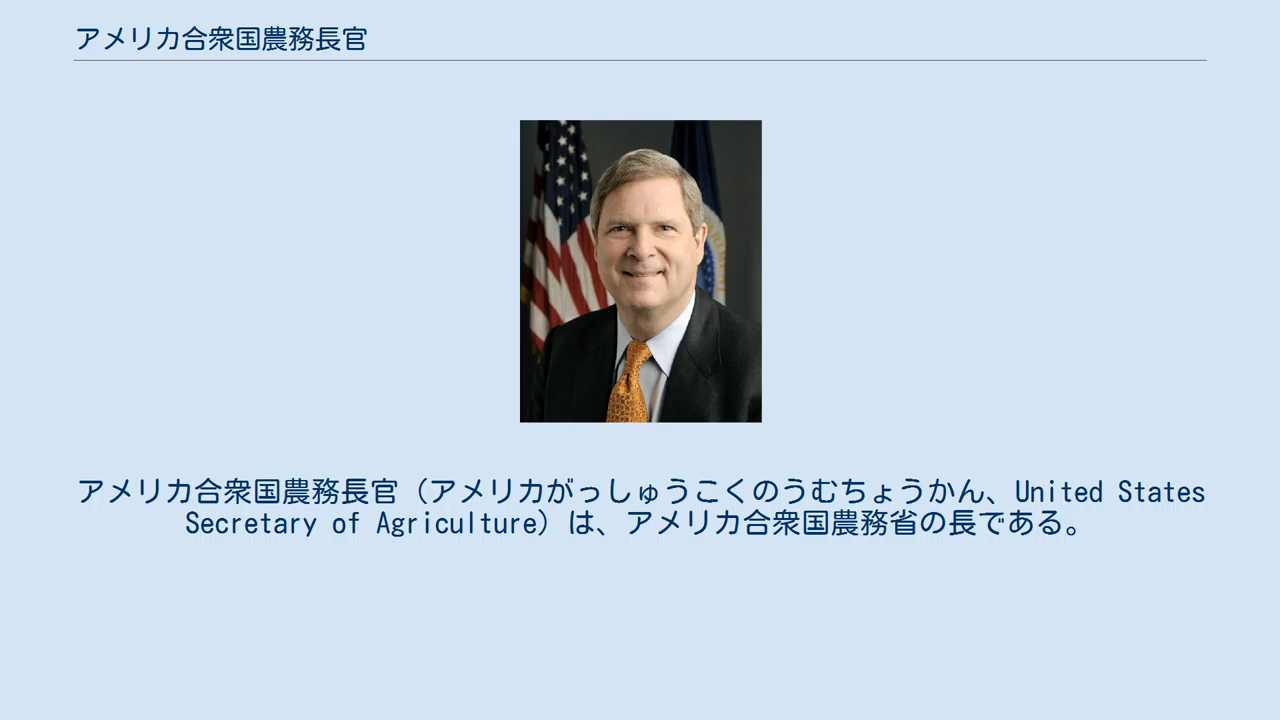 アメリカ合衆国農務長官
アメリカ合衆国農務長官（アメリカがっしゅうこくのうむちょうかん、United States
Secretary of Agriculture）は、アメリカ合衆国農務省の長である。